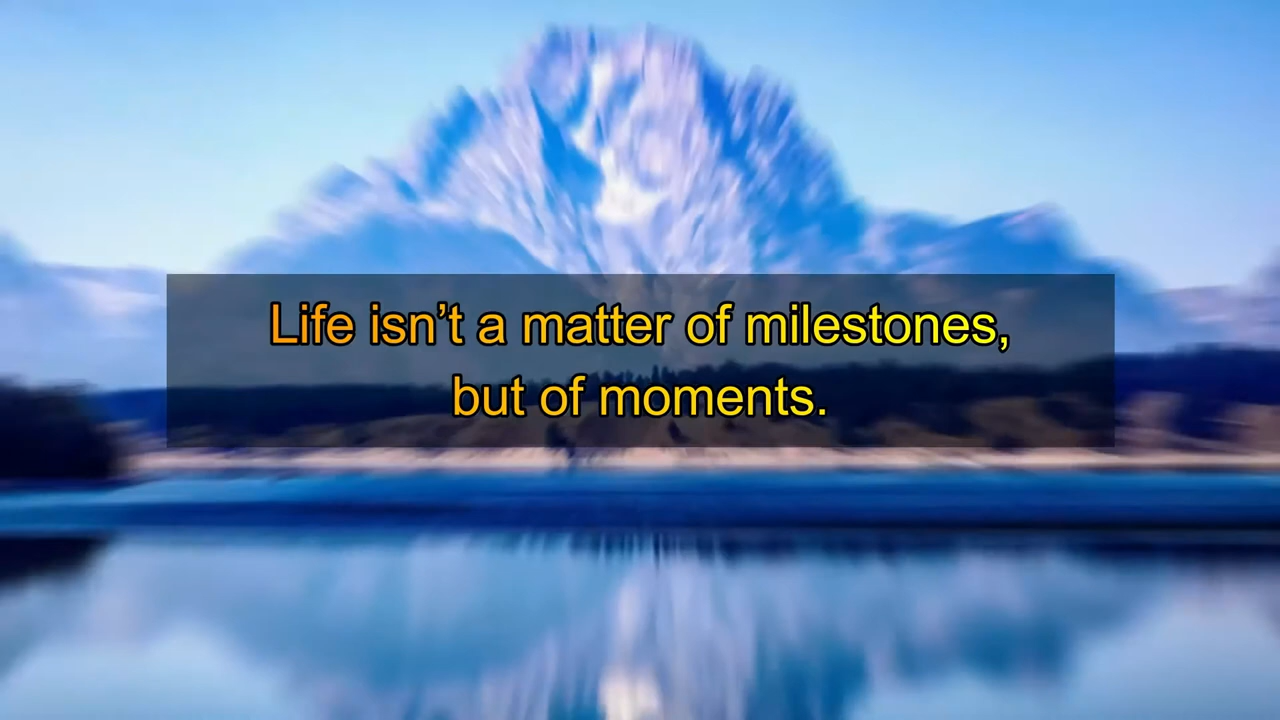 Life isn’t a matter of milestones,
but of moments.